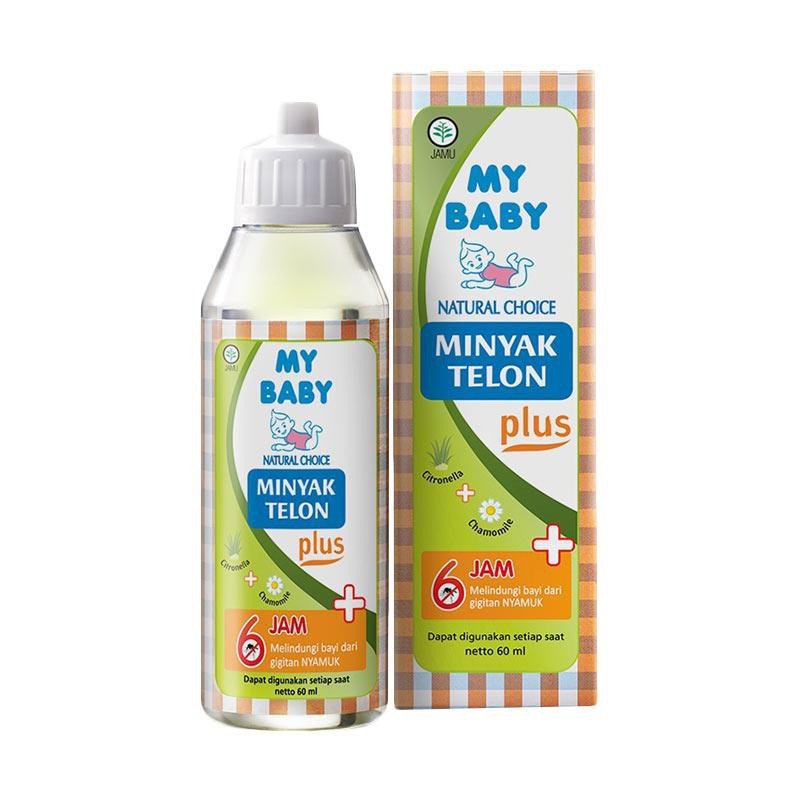 JAMU
MY
BABY
NATURAL CHOICE
MINYAK
TELON
plus
Citronella
+
Chamomile
6 JAM
Melindungi bayi dari
gigitan NYAMUK
Dapat digunakan setiap saat
netto 60 ml
JAMU
MY
BABY
NATURAL CHOICE
MINYAK
TELON
plus
Citronella
+
Chamomile
6 JAM
Melindungi bayi dari
gigitan NYAMUK
Dapat digunakan setiap saat
netto 60 ml